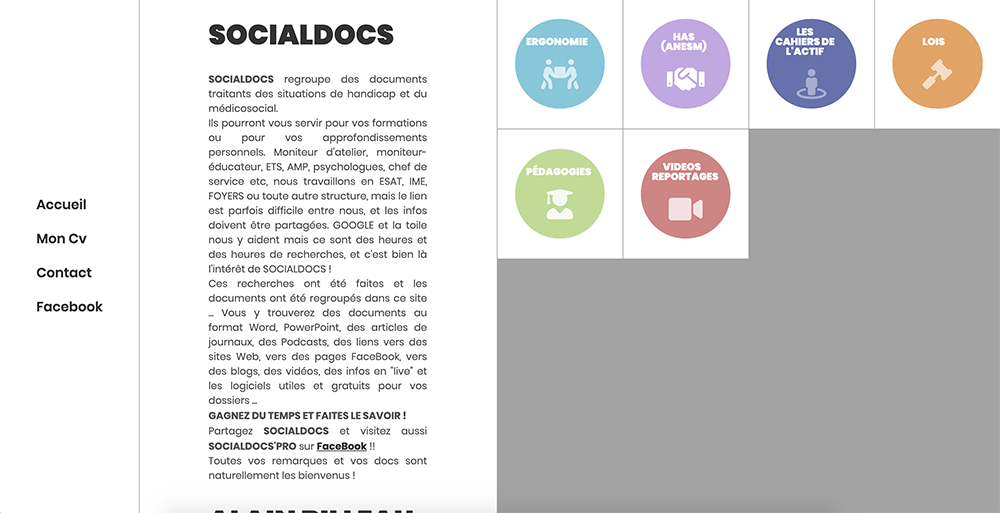 Accueil
Mon Cv
Contact
Facebook
SOCIALDOCS
SOCIALDOCS regroupe des documents
traitants des situations de handicap et du
médicosocial.
Ils pourront vous servir pour vos formations
ou pour vos approfondissements
personnels. Moniteur d'atelier, moniteur-
éducateur, ETS, AMP, psychologues, chef de
service etc, nous travaillons en ESAT, IME,
FOYERS ou toute autre structure, mais le lien
est parfois difficile entre nous, et les infos
doivent être partagées. GOOGLE et la toile
nous y aident mais ce sont des heures et
des heures de recherches, et c'est bien là
l'intérêt de SOCIALDOCS !
Ces recherches ont été faites et les
documents ont été regroupés dans ce site
... Vous y trouverez des documents au
format Word, PowerPoint, des articles de
journaux, des Podcasts, des liens vers des
sites Web, vers des pages FaceBook, vers
des blogs, des vidéos, des infos en "live" et
les logiciels utiles et gratuits pour vos
dossiers ...
GAGNEZ DU TEMPS ET FAITES LE SAVOIR !
Partagez SOCIALDOCS et visitez aussi
SOCIALDOCS'PRO sur FaceBook !!
Toutes vos remarques et vos docs sont
naturellement les bienvenus !
ERGONOMIE
HAS
(ANESM)
LES
CAHIERS DE
L'ACTIF
LOIS
PÉDAGOGIES
VIDEOS
REPORTAGES